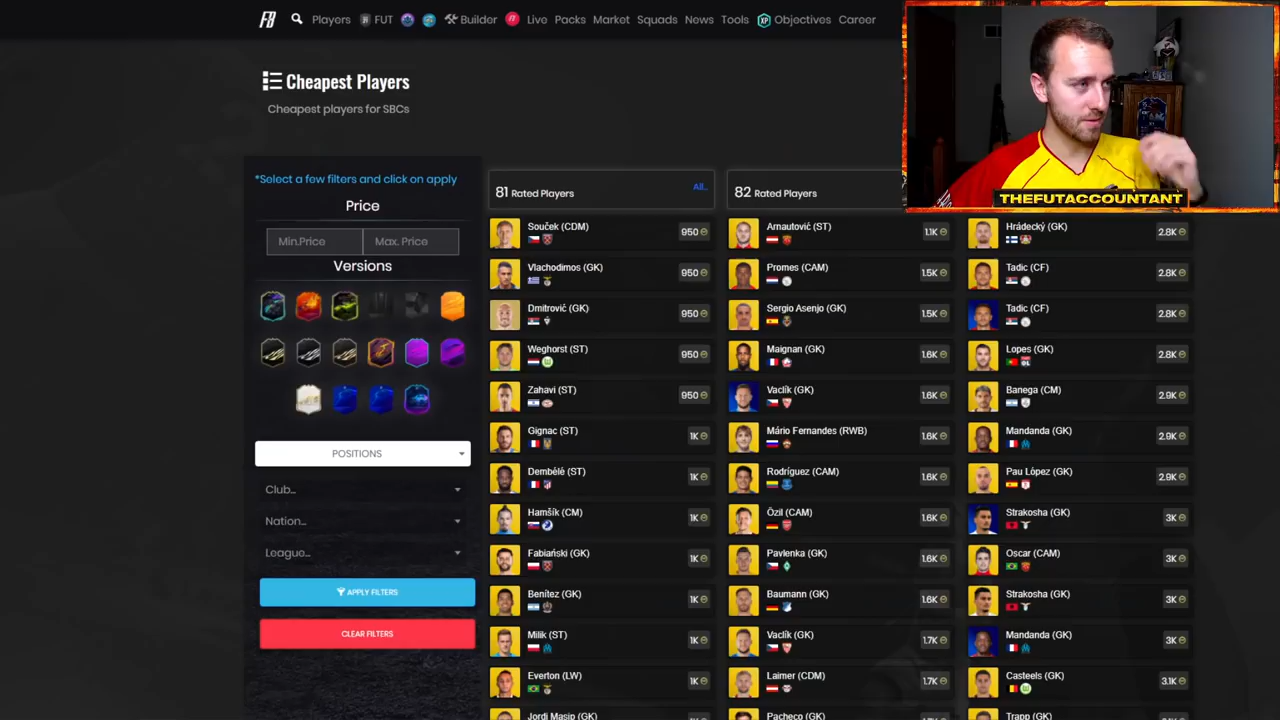 Players FUT Builder Live Packs Market Squads News Tools XP Objectives Career
Cheapest Players
Cheapest players for SBCs
THEFUTACCOUNTANT
*Select a few filters and click on apply
Price
Min.Price Max. Price
Versions
POSITIONS
Club...
Nation...
League...
APPLY FILTERS
CLEAR FILTERS
81 Rated Players All..
Souček (CDM) 950
Vlachodimos (GK) 950
Dmitrovič (GK) 950
Weghorst (ST) 950
Zahavi (ST) 950
Gignac (ST) 1K
Dembélé (ST) 1K
Hamšík (CM) 1K
Fabiański (GK) 1K
Benítez (GK) 1K
Milik (ST) 1K
Everton (LW) 1K
Jordi Masip (GK)
82 Rated Players
Arnautović (ST) 1.1K
Promes (CAM) 1.5K
Sergio Asenjo (GK) 1.5K
Maignan (GK) 1.6K
Vaclík (GK) 1.6K
Mário Fernandes (RWB) 1.6K
Rodríguez (CAM) 1.6K
Özil (CAM) 1.6K
Pavlenka (GK) 1.6K
Baumann (GK) 1.6K
Vaclík (GK) 1.7K
Laimer (CDM) 1.7K
Pacheco (GK)
Hrádecký (GK) 2.8K
Tadic (CF) 2.8K
Tadic (CF) 2.8K
Lopes (GK) 2.8K
Banega (CM) 2.9K
Mandanda (GK) 2.9K
Pau López (GK) 2.9K
Strakosha (GK) 3K
Oscar (CAM) 3K
Strakosha (GK) 3K
Mandanda (GK) 3K
Casteels (GK) 3.1K
Trapp (GK)